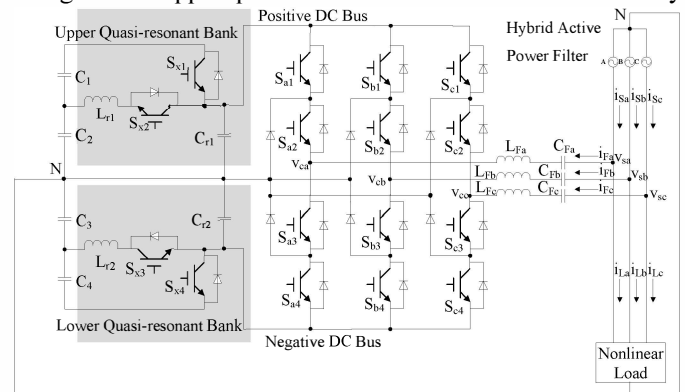 Positive DC Bus
N
Hybrid Active
Power Filter
Upper Quasi-resonant Bank
A B C
C1
Sx1
Sa1
Sb1
Sc1
iSa iSb iSc
Lr1
Sx2
C2
Cr1
Sa2
Sb2
Sc2
LFa
CFa
iFa
vsa
vca
N
vcb
LFb
CFb
iFb
vsb
vcc
LFc
CFc
iFc
vsc
C3
Cr2
Lr2
Sx3
Sa3
Sb3
Sc3
C4
Sx4
Sa4
Sb4
Sc4
iLa iLb iLc
Lower Quasi-resonant Bank
Negative DC Bus
Nonlinear
Load